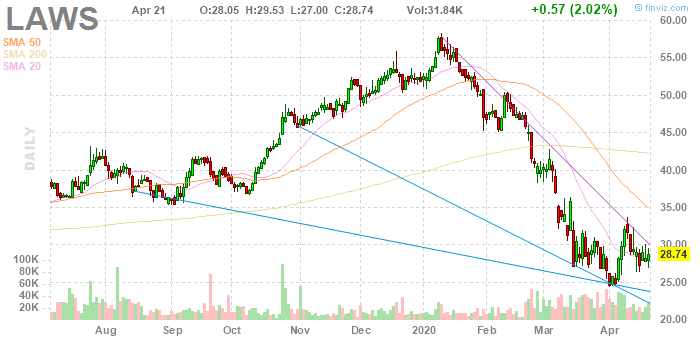 LAWS
Apr 21 O:28.05 H:29.53 L:27.00 C:28.74 Vol:31.84K +0.57 (2.02%)
© finviz.com
SMA 50
SMA 200
SMA 20
DAILY
60.00
55.00
50.00
45.00
40.00
35.00
30.00
28.74
25.00
20.00
100K
80K
60K
40K
20K
Aug Sep Oct Nov Dec 2020 Feb Mar Apr